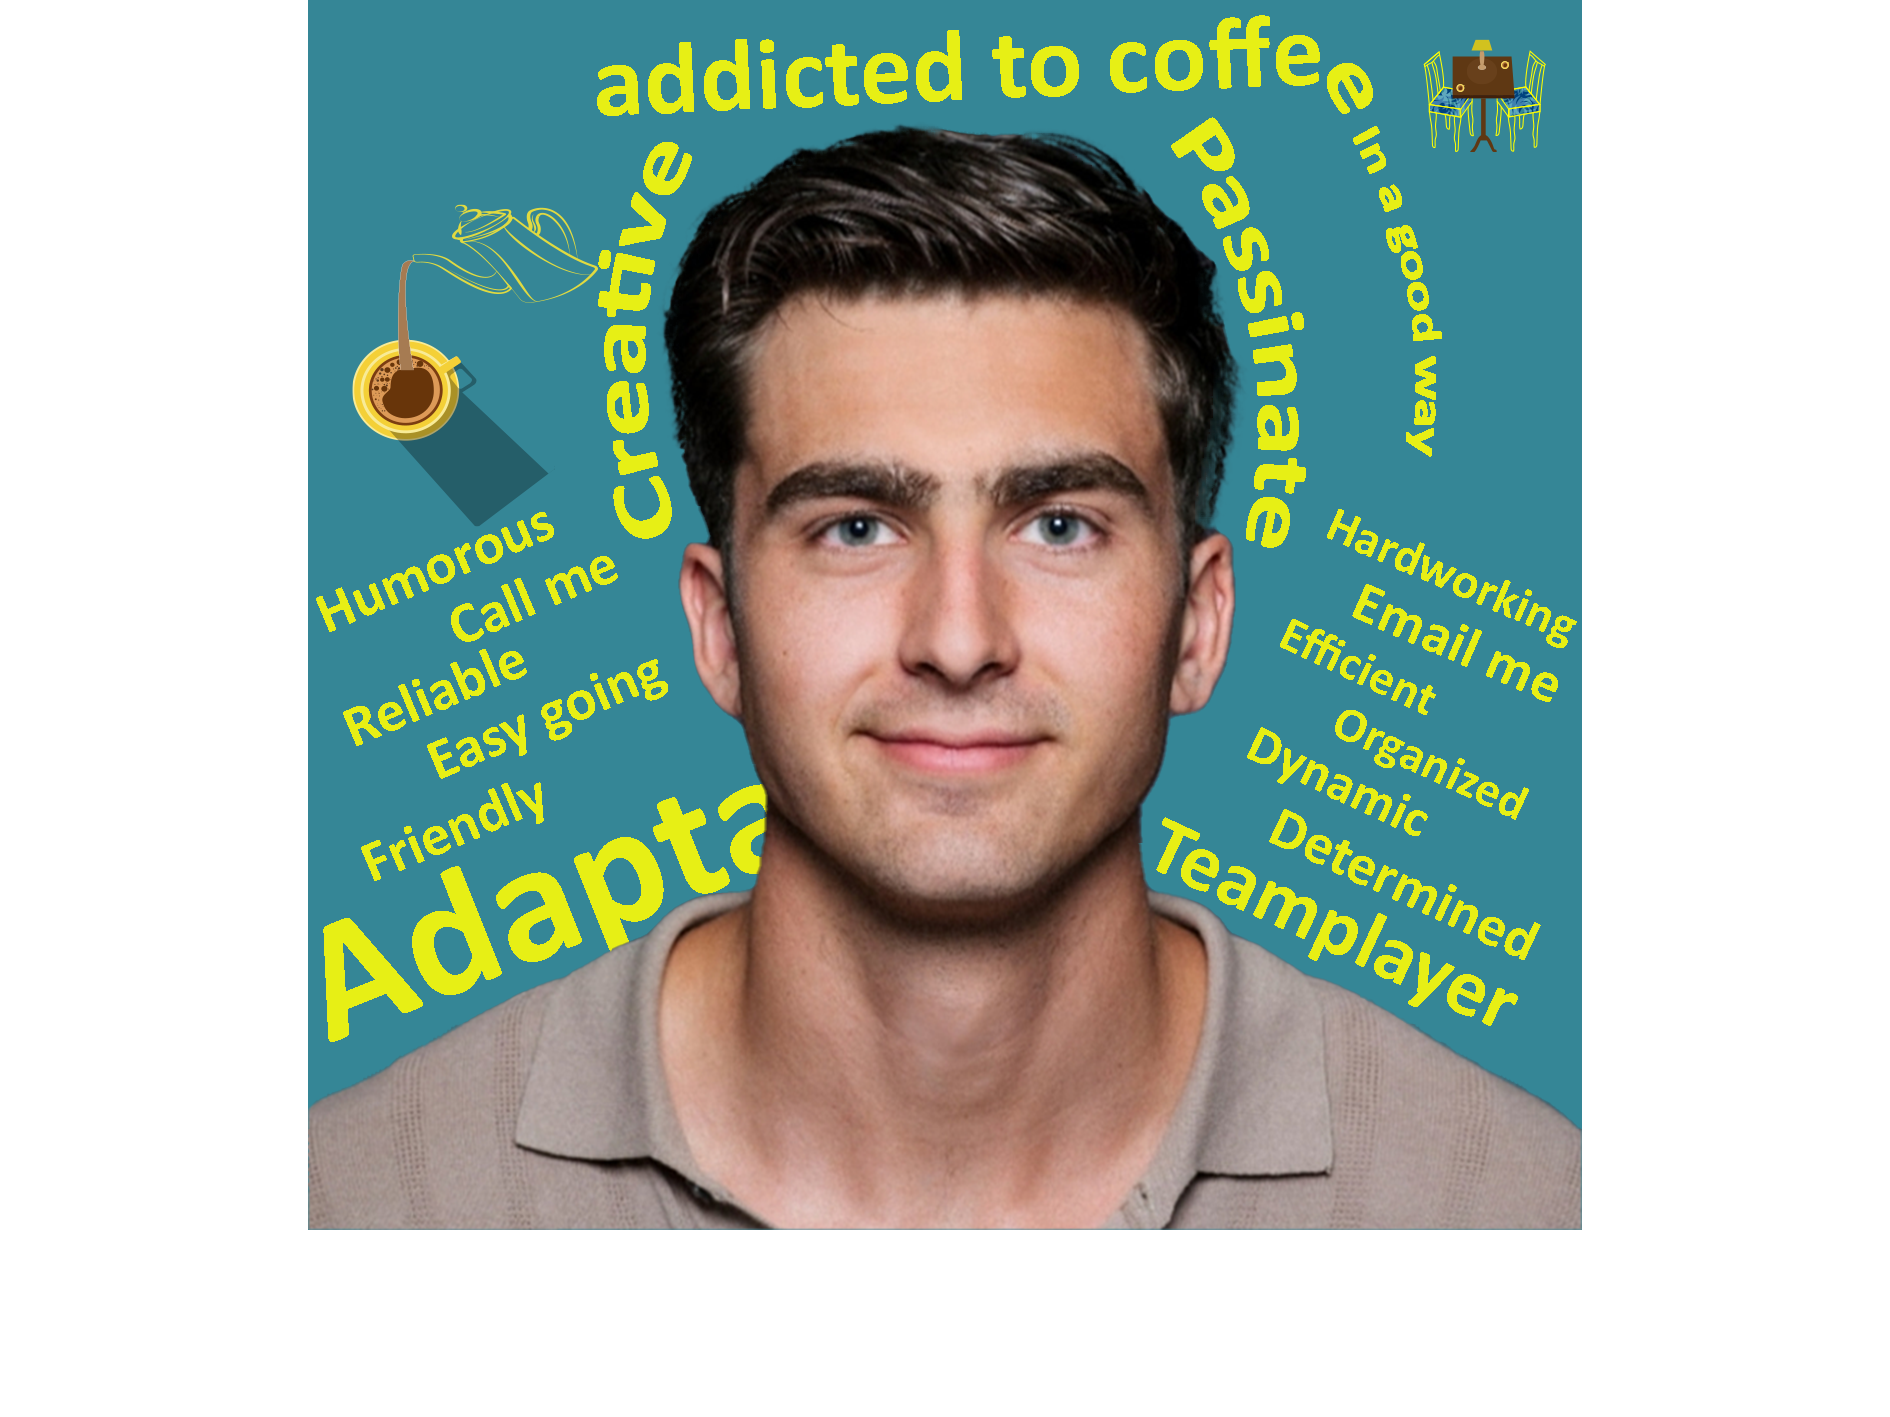 addicted to coffee in a good way
Creative
Passinate
Humorous
Call me
Reliable
Easy going
Friendly
Adapta
Hardworking
Email me
Efficient
Organized
Dynamic
Determined
Teamplayer